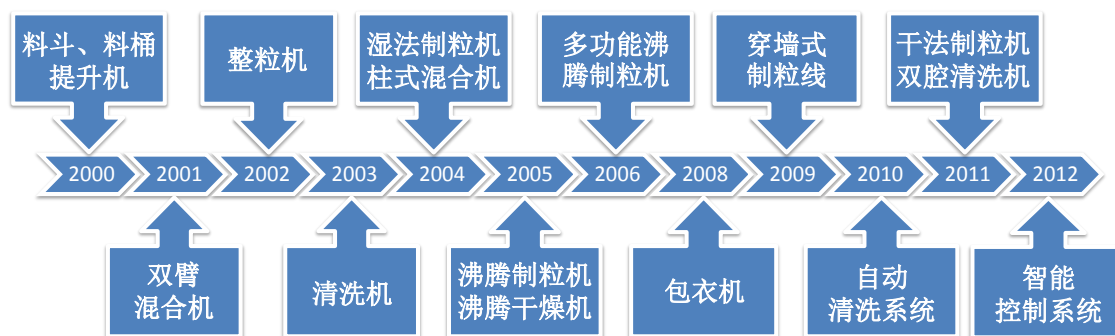 料斗、料桶
提升机
整粒机
湿法制粒机
柱式混合机
多功能沸
腾制粒机
穿墙式
制粒线
干法制粒机
双腔清洗机
2000
2001
2002
2003
2004
2005
2006
2008
2009
2010
2011
2012
双臂
混合机
清洗机
沸腾制粒机
沸腾干燥机
包衣机
自动
清洗系统
智能
控制系统